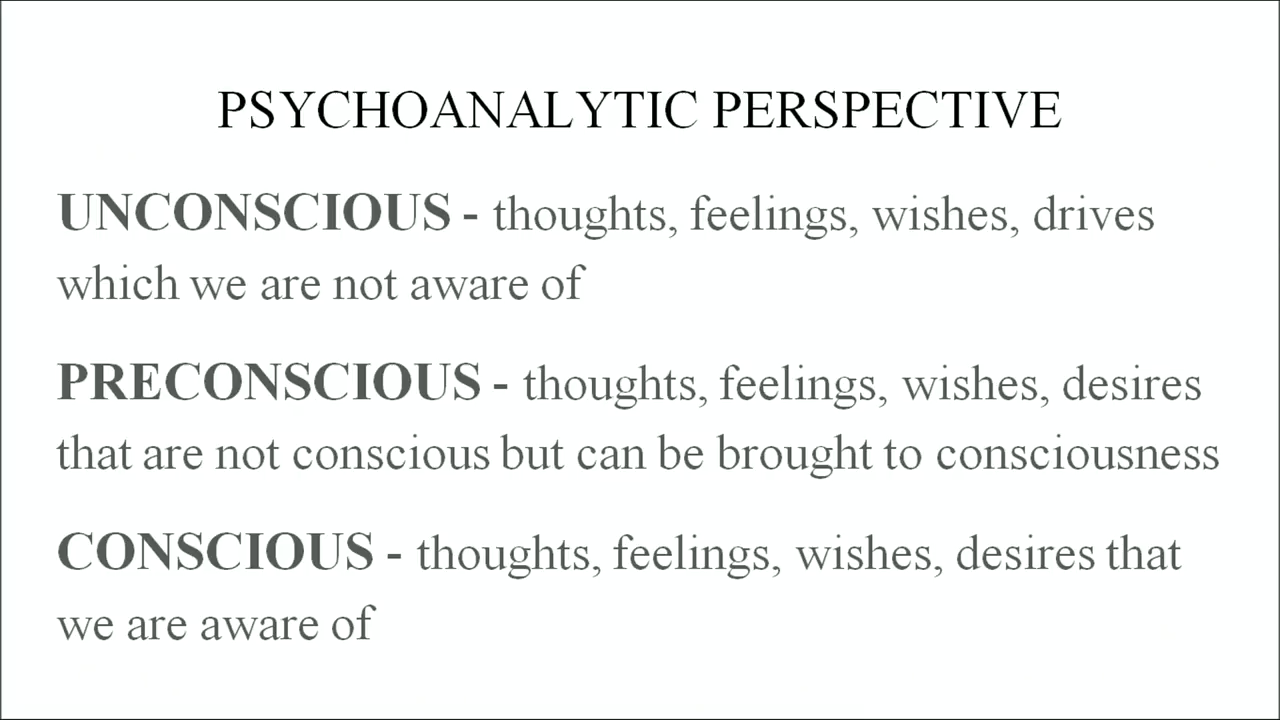 PSYCHOANALYTIC PERSPECTIVE
UNCONSCIOUS - thoughts, feelings, wishes, drives
which we are not aware of
PRECONSCIOUS - thoughts, feelings, wishes, desires
that are not conscious but can be brought to consciousness
CONSCIOUS - thoughts, feelings, wishes, desires that
we are aware of